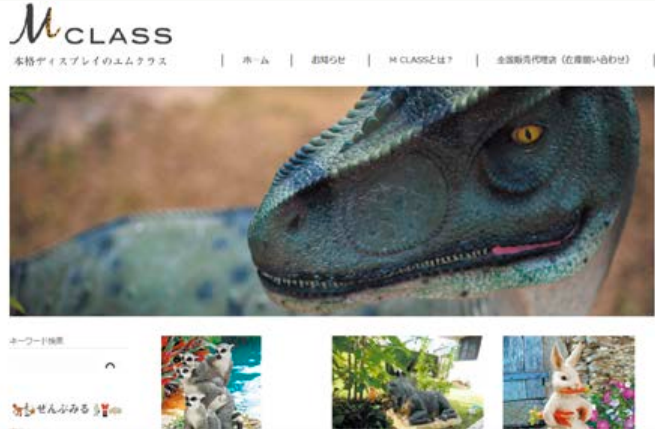 M CLASS
本格ディスプレイのエムクラス
ホーム
お知らせ
M CLASSとは？
全国販売代理店（在庫問い合わせ）
キーワード検索
ぜんぶみる